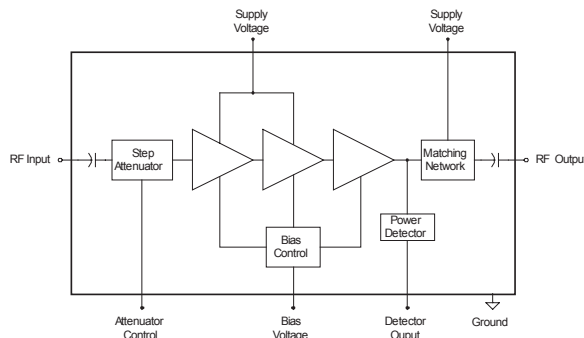 Supply
Voltage
Supply
Voltage
RF Input
Step
Attenuator
Matching
Network
RF Outpu
Power
Detector
Bias
Control
Attenuator
Control
Bias
Voltage
Detector
Ouput
Ground